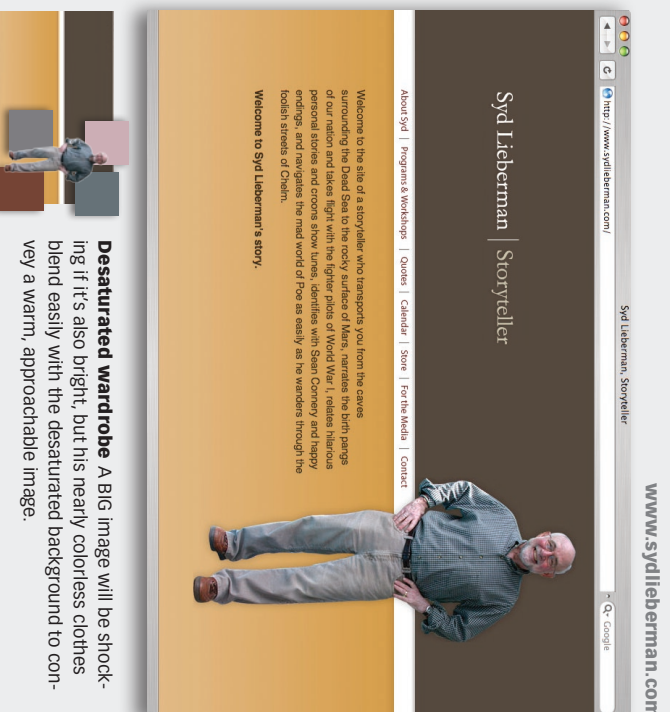 www.sydlieberman.com
Syd Lieberman, Storyteller
http://www.sydlieberman.com/
Google
Syd Lieberman | Storyteller
About Syd | Programs & Workshops | Quotes | Calendar | Store | For the Media | Contact
Welcome to the site of a storyteller who transports you from the caves
surrounding the Dead Sea to the rocky surface of Mars, narrates the birth pangs
of our nation and takes flight with the fighter pilots of World War I, relates hilarious
personal stories and croons show tunes, identifies with Sean Connery and happy
endings, and navigates the mad world of Poe as easily as he wanders through the
foolish streets of Chelm.
Welcome to Syd Lieberman's story.
Desaturated wardrobe A BIG image will be shock-
ing if it's also bright, but his nearly colorless clothes
blend easily with the desaturated background to con-
vey a warm, approachable image.